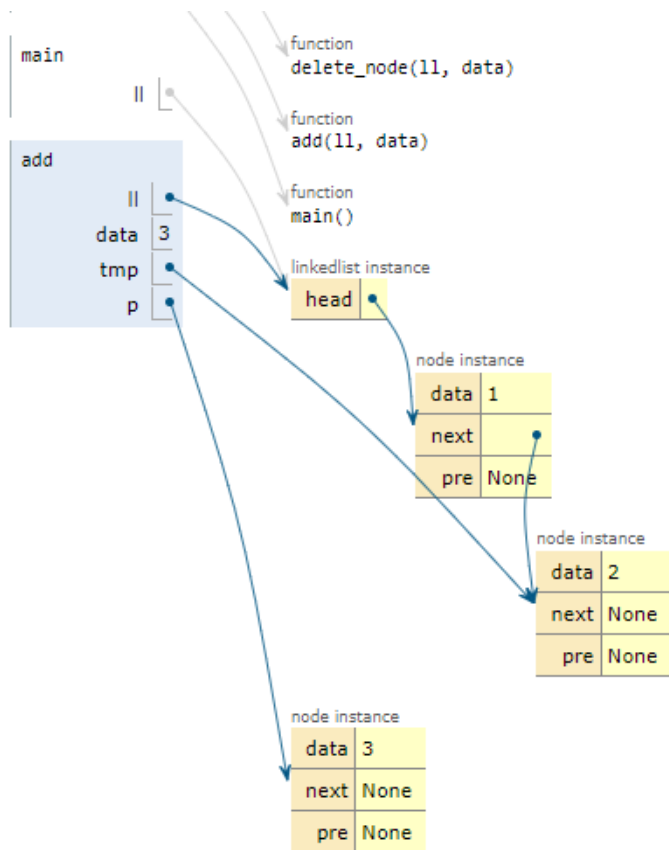 main
ll
function
delete_node(ll, data)
function
add(ll, data)
function
main()
add
ll
data 3
tmp
p
linkedlist instance
head
node instance
data 1
next
pre None
node instance
data 2
next None
pre None
node instance
data 3
next None
pre None